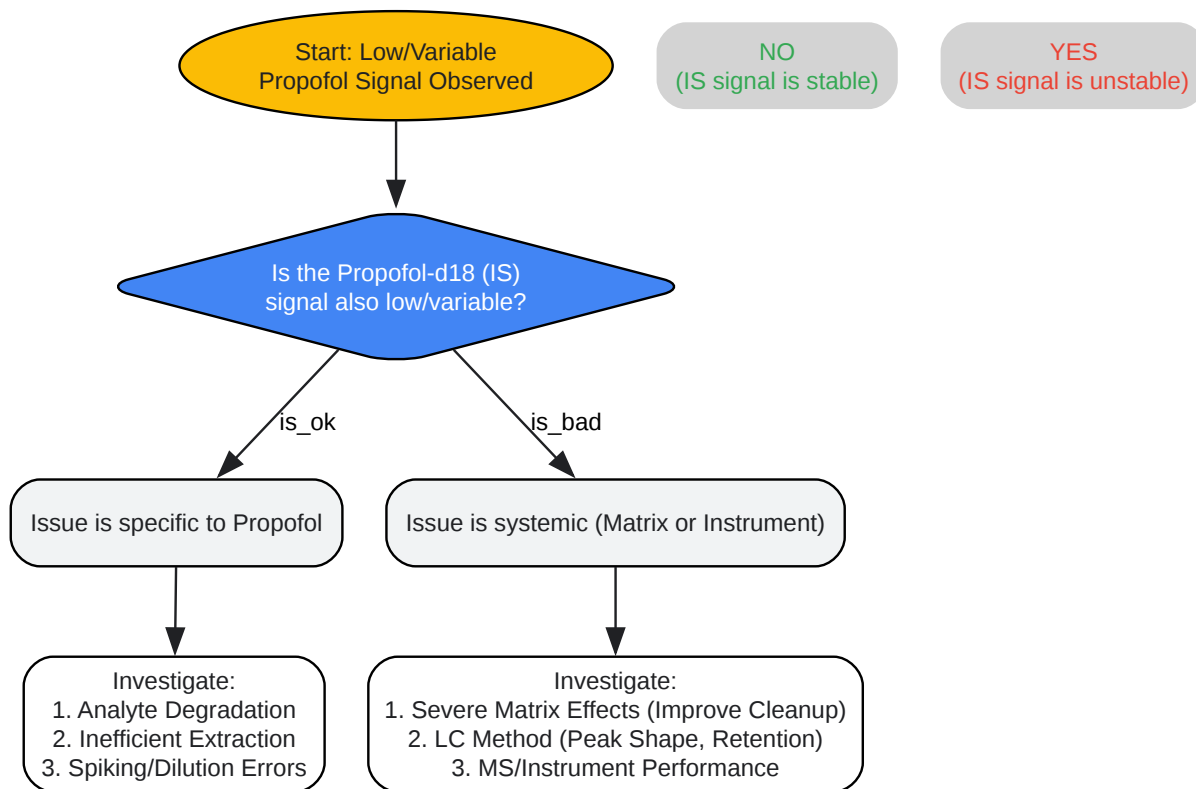 Start: Low/Variable
Propofol Signal Observed
NO
(IS signal is stable)
YES
(IS signal is unstable)
Is the Propofol-d18 (IS)
signal also low/variable?
is_ok
is_bad
Issue is specific to Propofol
Issue is systemic (Matrix or Instrument)
Investigate:
1. Analyte Degradation
2. Inefficient Extraction
3. Spiking/Dilution Errors
Investigate:
1. Severe Matrix Effects (Improve Cleanup)
2. LC Method (Peak Shape, Retention)
3. MS/Instrument Performance